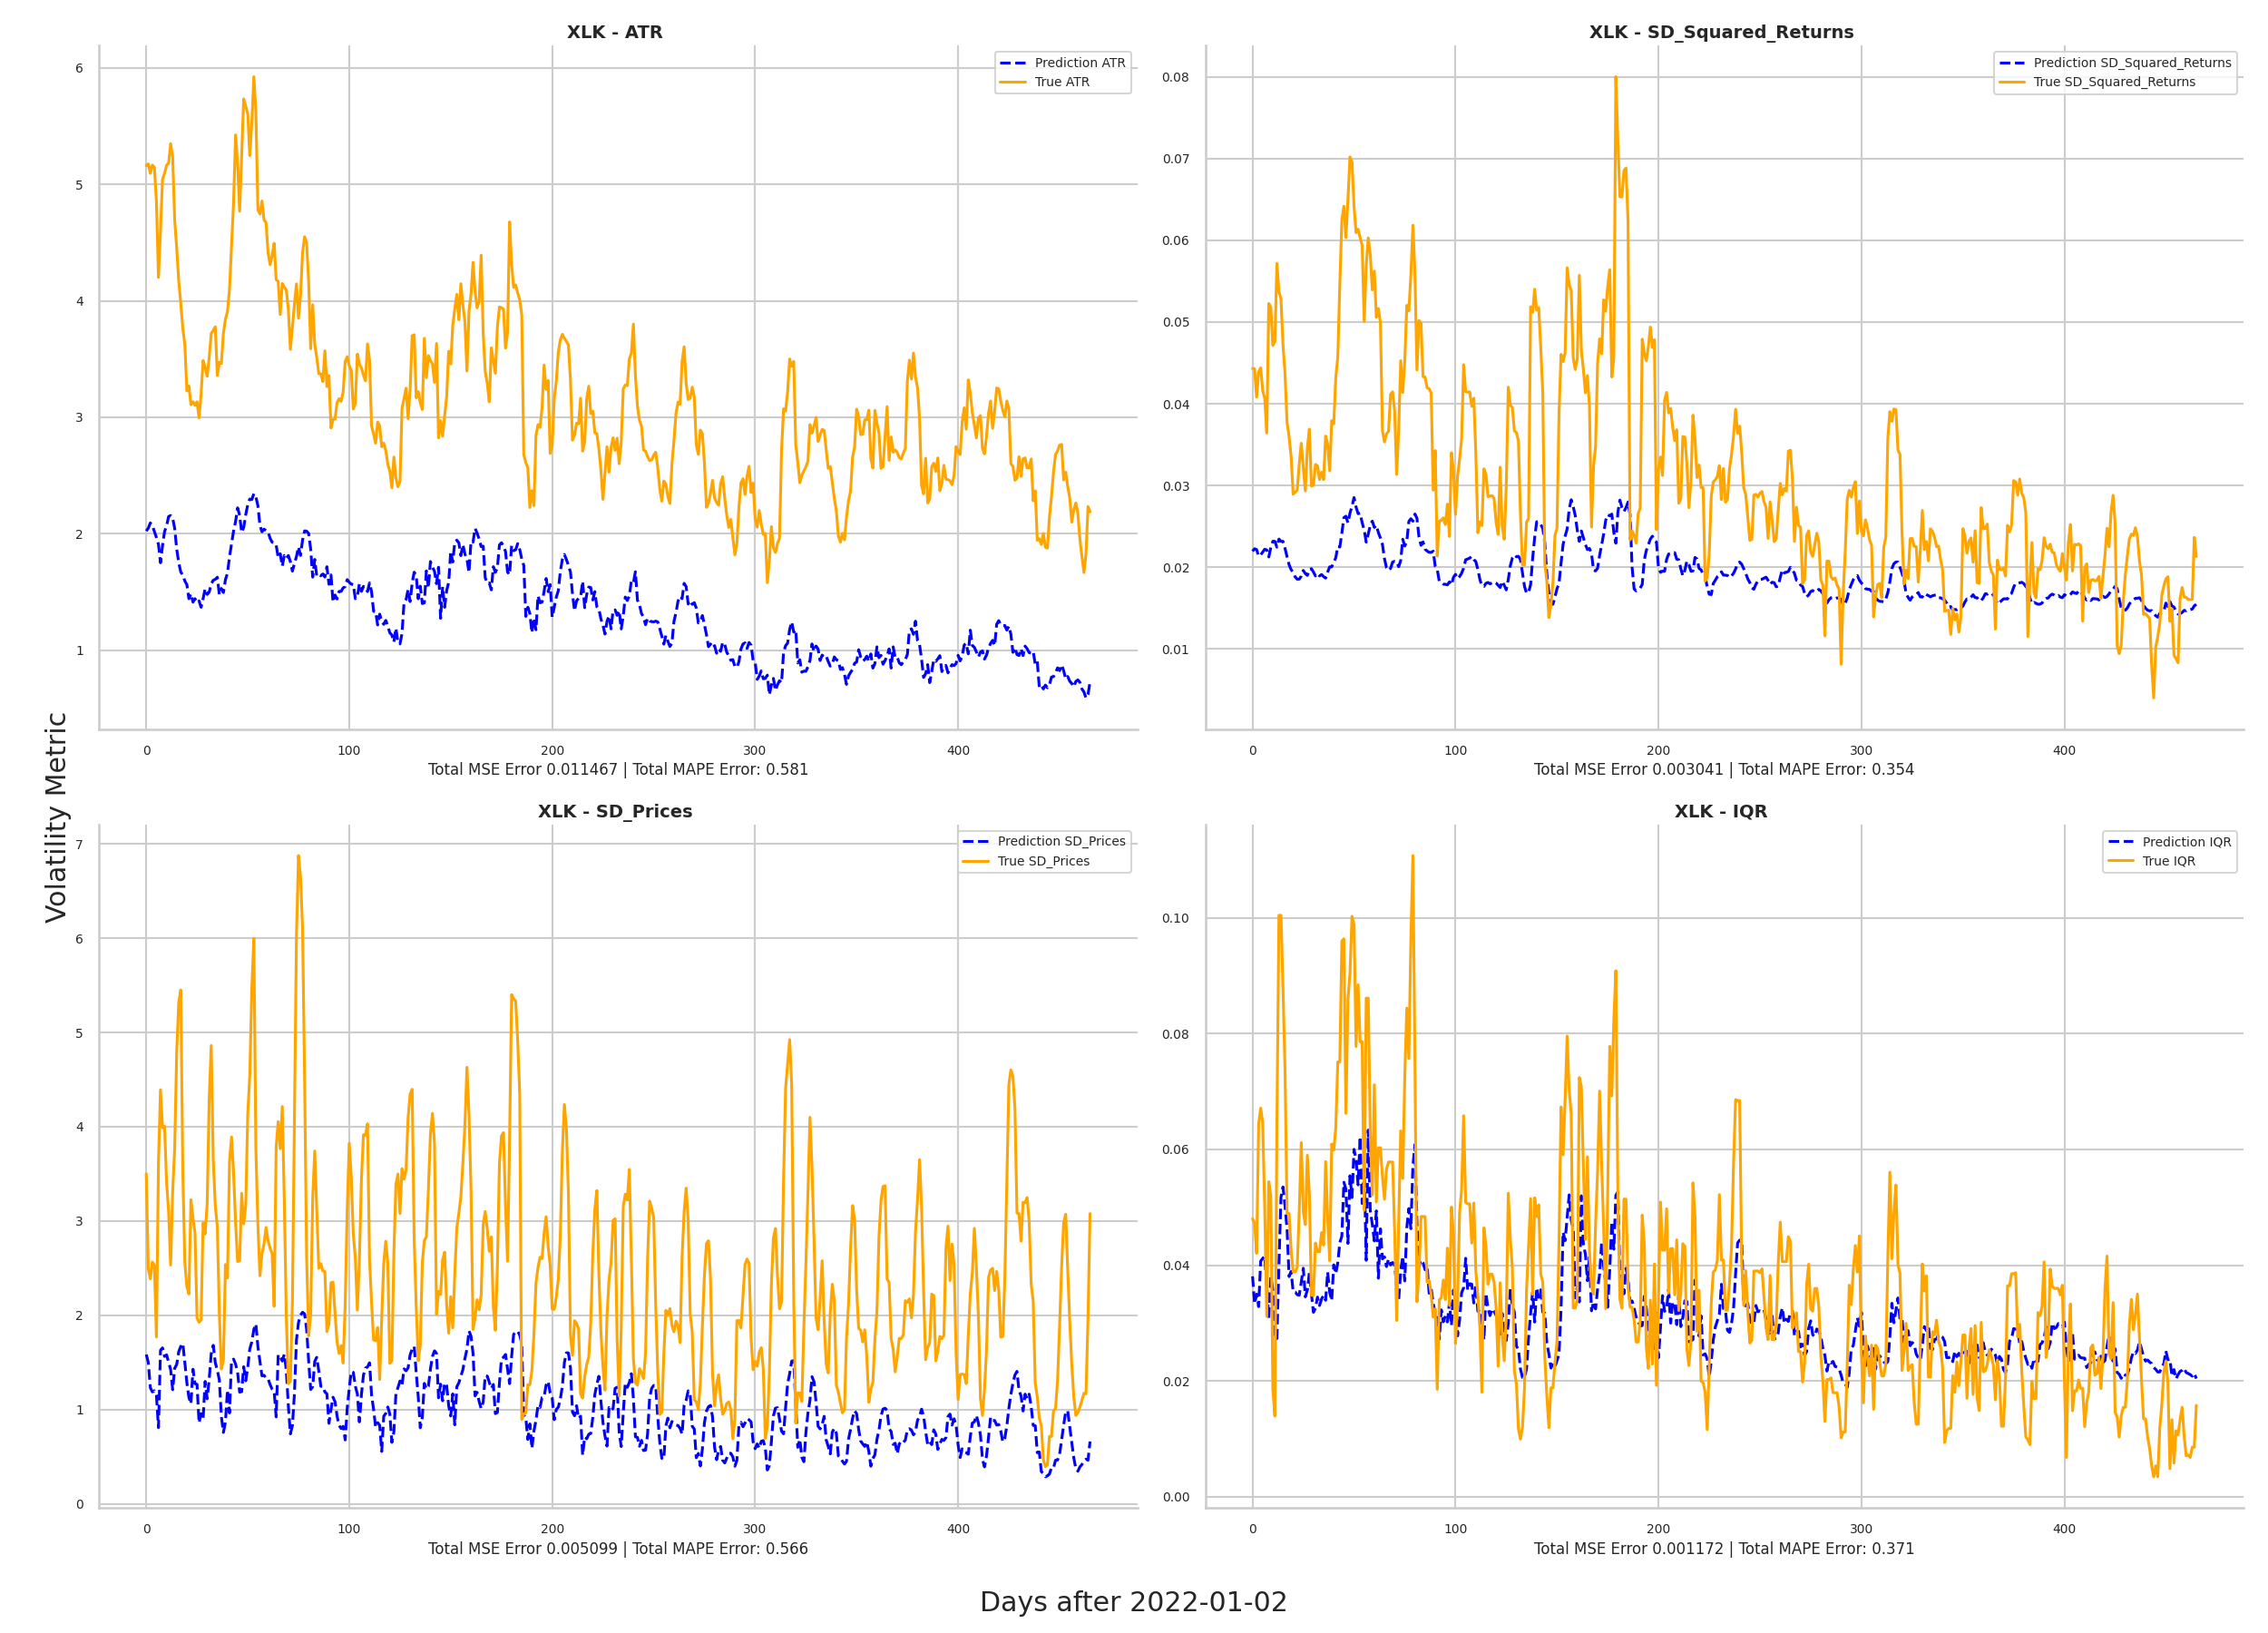 XLK - ATR
Prediction ATR
True ATR
6
5
4
3
2
1
0
100
200
300
400
Total MSE Error 0.011467 | Total MAPE Error: 0.581
XLK - SD_Squared_Returns
Prediction SD_Squared_Returns
True SD_Squared_Returns
0.08
0.07
0.06
0.05
0.04
0.03
0.02
0.01
0
100
200
300
400
Total MSE Error 0.003041 | Total MAPE Error: 0.354
Volatility Metric
XLK - SD_Prices
Prediction SD_Prices
True SD_Prices
7
6
5
4
3
2
1
0
0
100
200
300
400
Total MSE Error 0.005099 | Total MAPE Error: 0.566
XLK - IQR
Prediction IQR
True IQR
0.10
0.08
0.06
0.04
0.02
0.00
0
100
200
300
400
Total MSE Error 0.001172 | Total MAPE Error: 0.371
Days after 2022-01-02